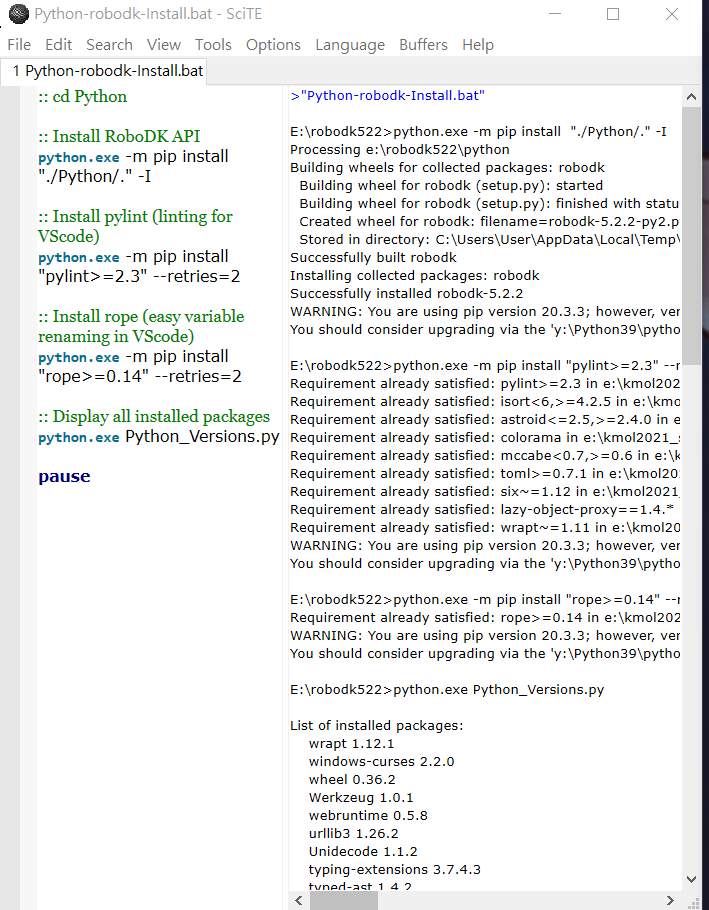 Python-robodk-Install.bat - SciTE
File Edit Search View Tools Options Language Buffers Help
1 Python-robodk-Install.bat
:: cd Python
:: Install RoboDK API
python.exe -m pip install
"./Python/." -I
:: Install pylint (linting for
VScode)
python.exe -m pip install
"pylint>=2.3" --retries=2
:: Install rope (easy variable
renaming in VScode)
python.exe -m pip install
"rope>=0.14" --retries=2
:: Display all installed packages
python.exe Python_Versions.py
pause
>"Python-robodk-Install.bat"
E:\robodk522>python.exe -m pip install  "./Python/." -I
Processing e:\robodk522\python
Building wheels for collected packages: robodk
Building wheel for robodk (setup.py): started
Building wheel for robodk (setup.py): finished with statu
Created wheel for robodk: filename=robodk-5.2.2-py2.p
Stored in directory: C:\Users\User\AppData\Local\Temp\
Successfully built robodk
Installing collected packages: robodk
Successfully installed robodk-5.2.2
WARNING: You are using pip version 20.3.3; however, ver
You should consider upgrading via the 'y:\Python39\pytho
E:\robodk522>python.exe -m pip install "pylint>=2.3" --r
Requirement already satisfied: pylint>=2.3 in e:\kmol202
Requirement already satisfied: isort<6,>=4.2.5 in e:\kmo
Requirement already satisfied: astroid<=2.5,>=2.4.0 in e
Requirement already satisfied: colorama in e:\kmol2021_s
Requirement already satisfied: mccabe<0.7,>=0.6 in e:\k
Requirement already satisfied: toml>=0.7.1 in e:\kmol202
Requirement already satisfied: six~=1.12 in e:\kmol2021_
Requirement already satisfied: lazy-object-proxy==1.4.*
Requirement already satisfied: wrapt~=1.11 in e:\kmol20
WARNING: You are using pip version 20.3.3; however, ver
You should consider upgrading via the 'y:\Python39\pytho
E:\robodk522>python.exe -m pip install "rope>=0.14" --r
Requirement already satisfied: rope>=0.14 in e:\kmol202
WARNING: You are using pip version 20.3.3; however, ver
You should consider upgrading via the 'y:\Python39\pytho
E:\robodk522>python.exe Python_Versions.py
List of installed packages:
wrapt 1.12.1
windows-curses 2.2.0
wheel 0.36.2
Werkzeug 1.0.1
webruntime 0.5.8
urllib3 1.26.2
Unidecode 1.1.2
typing-extensions 3.7.4.3
typed-ast 1.4.2